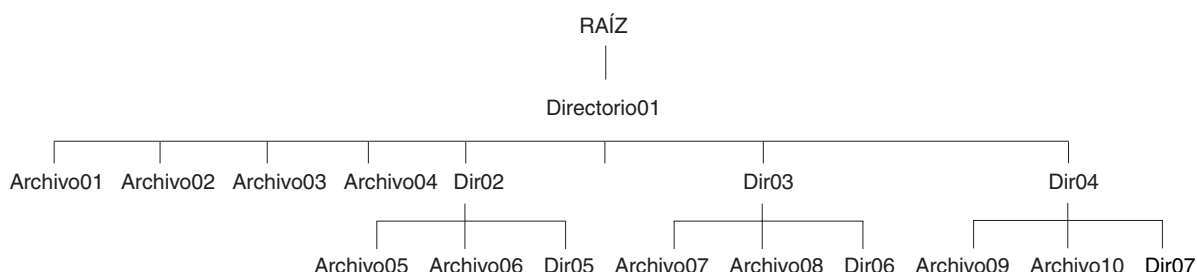 RAÍZ
Directorio01
Archivo01 Archivo02 Archivo03 Archivo04 Dir02 Dir03 Dir04
Archivo05 Archivo06 Dir05 Archivo07 Archivo08 Dir06 Archivo09 Archivo10 Dir07